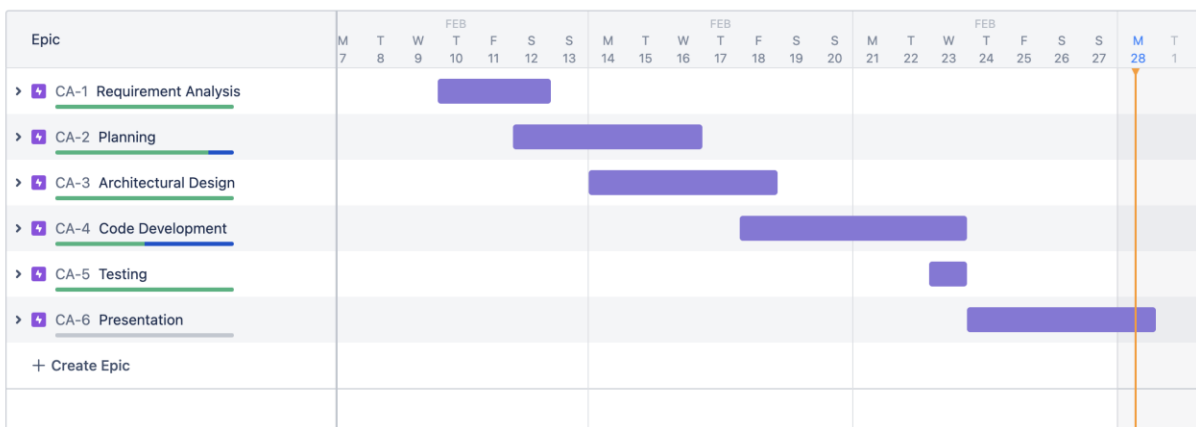 FEB FEB FEB
Epic
M T W T F S S M T W T F S S M T W T F S S M T
7 8 9 10 11 12 13 14 15 16 17 18 19 20 21 22 23 24 25 26 27 28 1
CA-1 Requirement Analysis
CA-2 Planning
CA-3 Architectural Design
CA-4 Code Development
CA-5 Testing
CA-6 Presentation
+ Create Epic